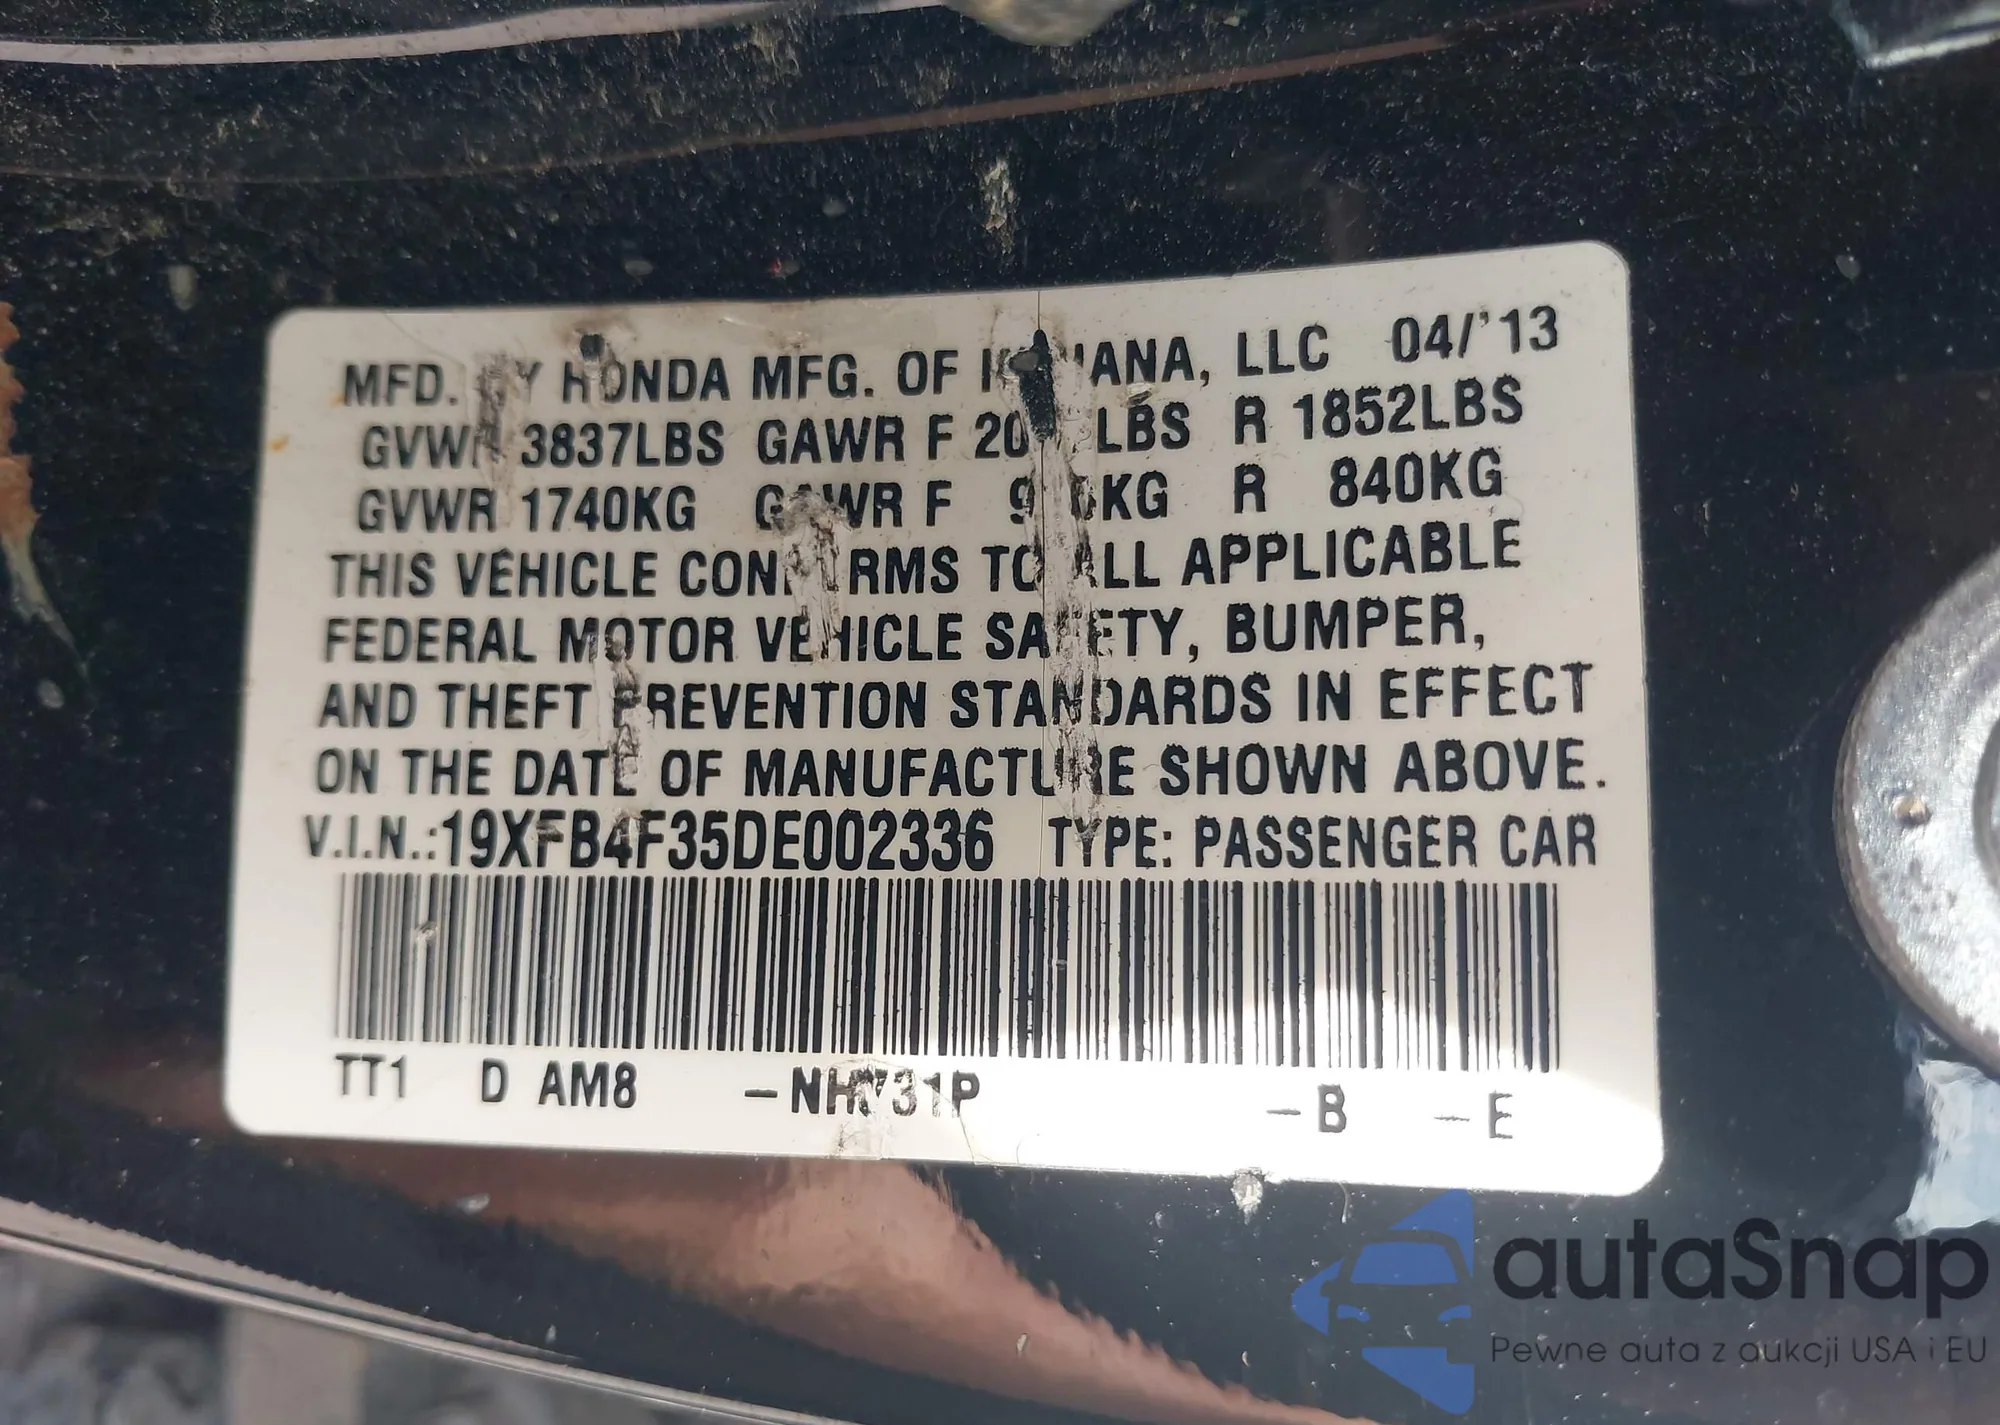 MFD. BY HONDA MFG. OF INDIANA, LLC 04/'13
GVWR 3837LBS GAWR F LBS R 1852LBS
GVWR 1740KG GAWR F R 840KG
THIS VEHICLE CONFORMS TO ALL APPLICABLE
FEDERAL MOTOR VEHICLE SAFETY, BUMPER,
AND THEFT PREVENTION STANDARDS IN EFFECT
ON THE DATE OF MANUFACTURE SHOWN ABOVE.
V.I.N.:19XFB4F35DE002336 TYPE: PASSENGER CAR
TT1 D AM8 -NH731P -B -E
autaSnap
Pewne auta z aukcji USA i EU